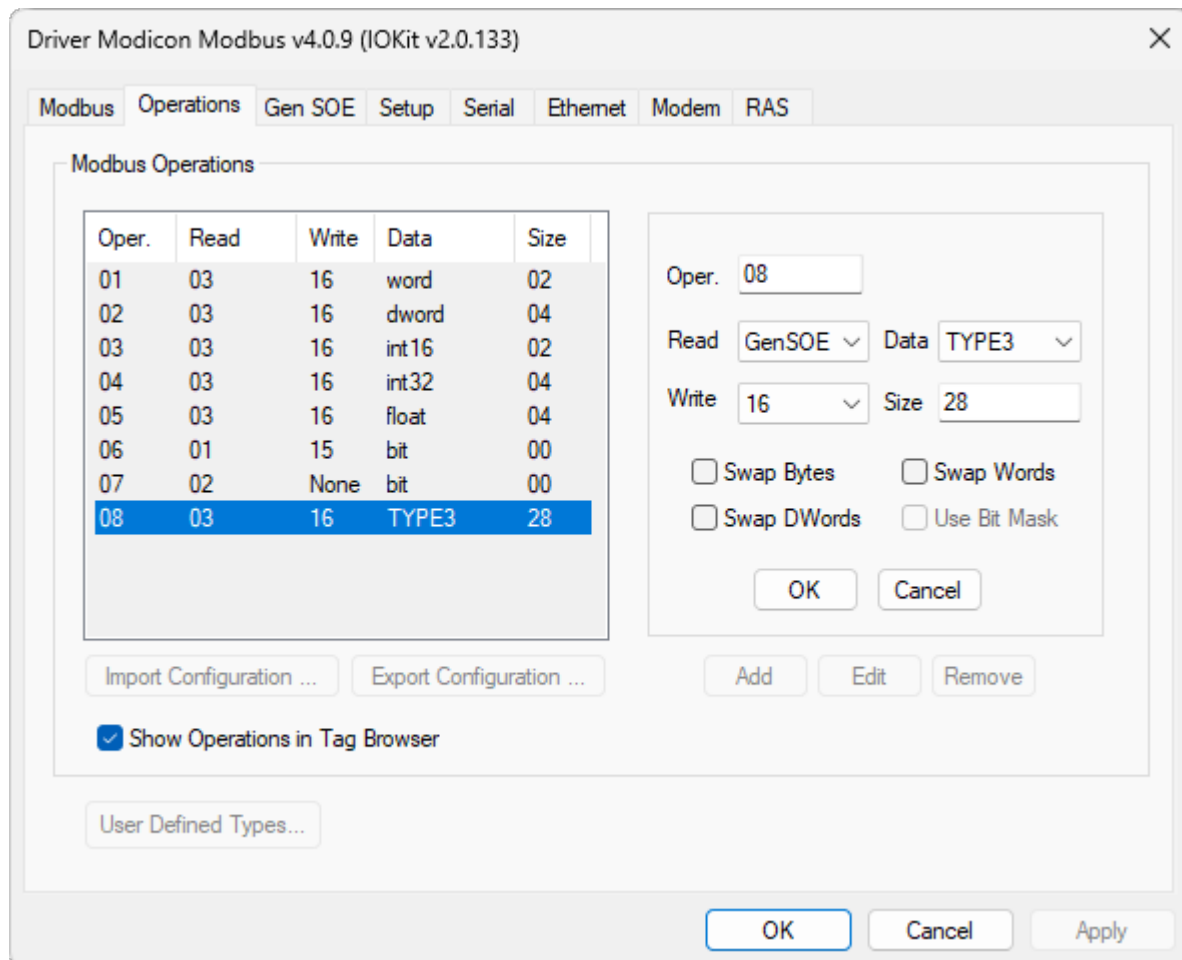 Driver Modicon Modbus v4.0.9 (IOKit v2.0.133)
Modbus Operations Gen SOE Setup Serial Ethernet Modem RAS
Modbus Operations
Oper. Read Write Data Size
01 03 16 word 02
02 03 16 dword 04
03 03 16 int16 02
04 03 16 int32 04
05 03 16 float 04
06 01 15 bit 00
07 02 None bit 00
08 03 16 TYPE3 28
Oper. 08
Read GenSOE Data TYPE3
Write 16 Size 28
Swap Bytes Swap Words
Swap DWords Use Bit Mask
OK Cancel
Import Configuration ... Export Configuration ... Add Edit Remove
Show Operations in Tag Browser
User Defined Types...
OK Cancel Apply